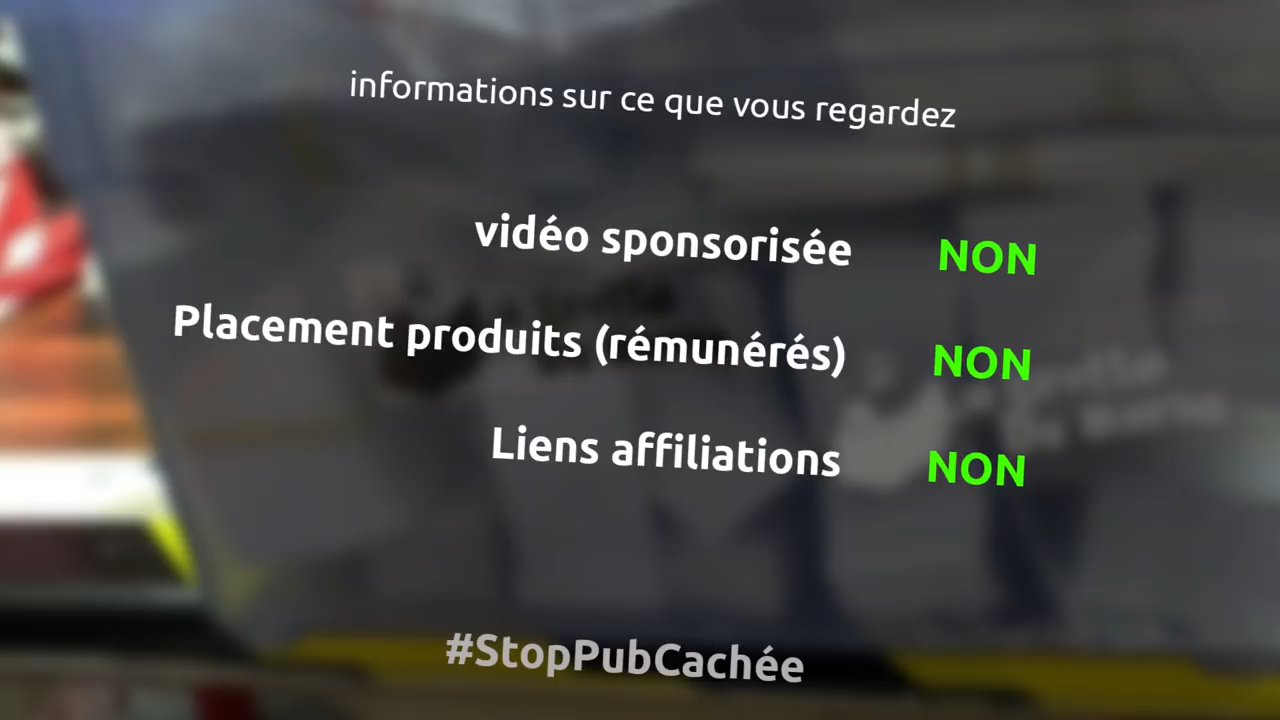 informations sur ce que vous regardez
vidéo sponsorisée NON
Placement produits (rémunérés) NON
Liens affiliations NON
#StopPubCachée